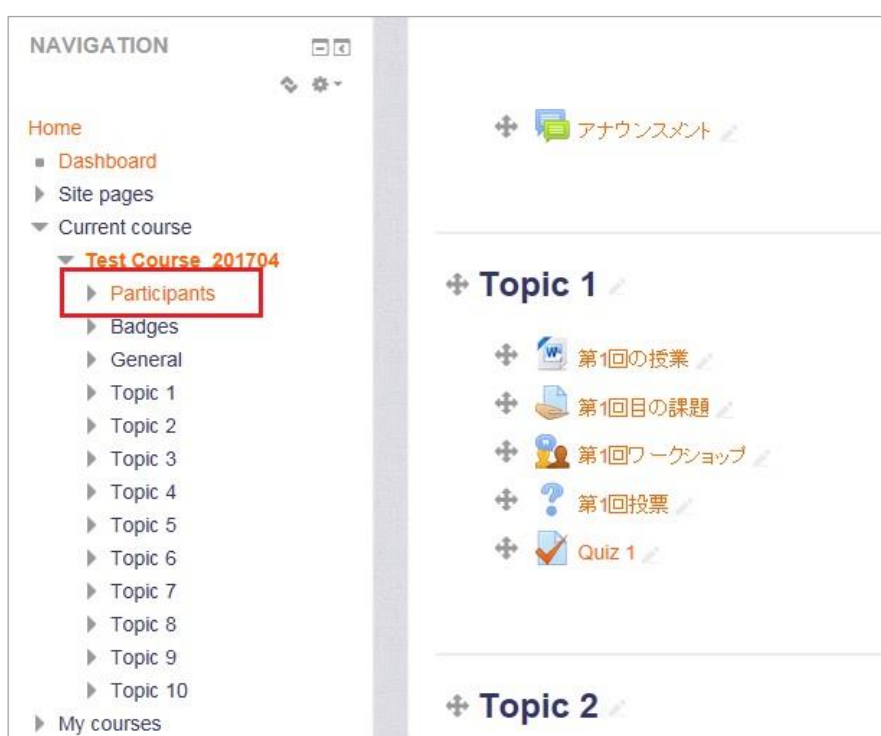 NAVIGATION
Home
Dashboard
Site pages
Current course
Test Course_201704
Participants
Badges
General
Topic 1
Topic 2
Topic 3
Topic 4
Topic 5
Topic 6
Topic 7
Topic 8
Topic 9
Topic 10
My courses
アナウンスメント
Topic 1
第1回の授業
第1回目の課題
第1回ワークショップ
第1回投票
Quiz 1
Topic 2